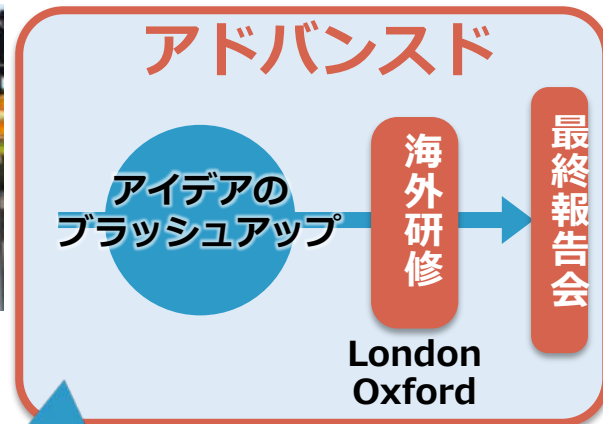 アドバンスド
アイデアの
ブラッシュアップ
海外研修
最終報告会
London
Oxford